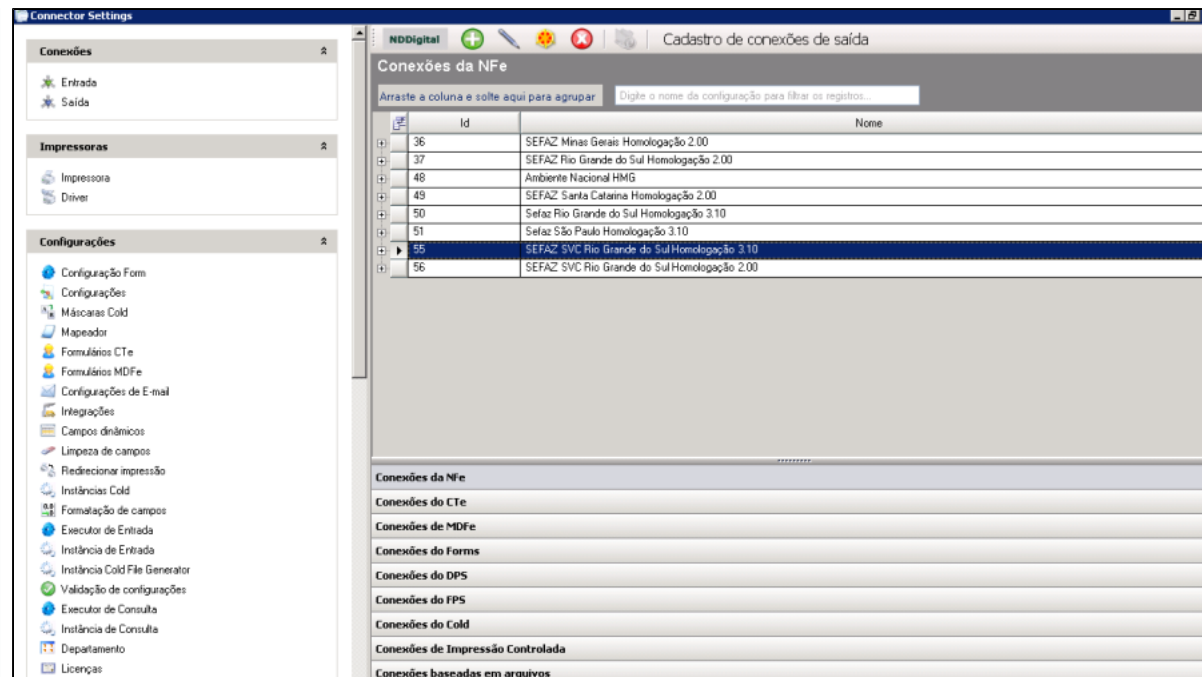 Connector Settings
Conexões
Entrada
Saída
Impressoras
Impressora
Driver
Configurações
Configuração Form
Configurações
Máscaras Cold
Mapeador
Formulários CTe
Formulários MDFe
Configurações de E-mail
Integrações
Campos dinâmicos
Limpeza de campos
Redirecionar impressão
Instâncias Cold
Formatação de campos
Executor de Entrada
Instância de Entrada
Instância Cold File Generator
Validação de configurações
Executor de Consulta
Instância de Consulta
Departamento
Licenças
NDDigital Cadastro de conexões de saída
Conexões da NFe
Arraste a coluna e solte aqui para agrupar Digite o nome da configuração para filtrar os registros...
Id Nome
36 SEFAZ Minas Gerais Homologação 2.00
37 SEFAZ Rio Grande do Sul Homologação 2.00
48 Ambiente Nacional HMG
49 SEFAZ Santa Catarina Homologação 2.00
50 Sefaz Rio Grande do Sul Homologação 3.10
51 Sefaz São Paulo Homologação 3.10
55 SEFAZ SVC Rio Grande do Sul Homologação 3.10
56 SEFAZ SVC Rio Grande do Sul Homologação 2.00
Conexões da NFe
Conexões do CTe
Conexões de MDFe
Conexões do Forms
Conexões do DPS
Conexões do FPS
Conexões do Cold
Conexões de Impressão Controlada
Conexões baseadas em arquivos